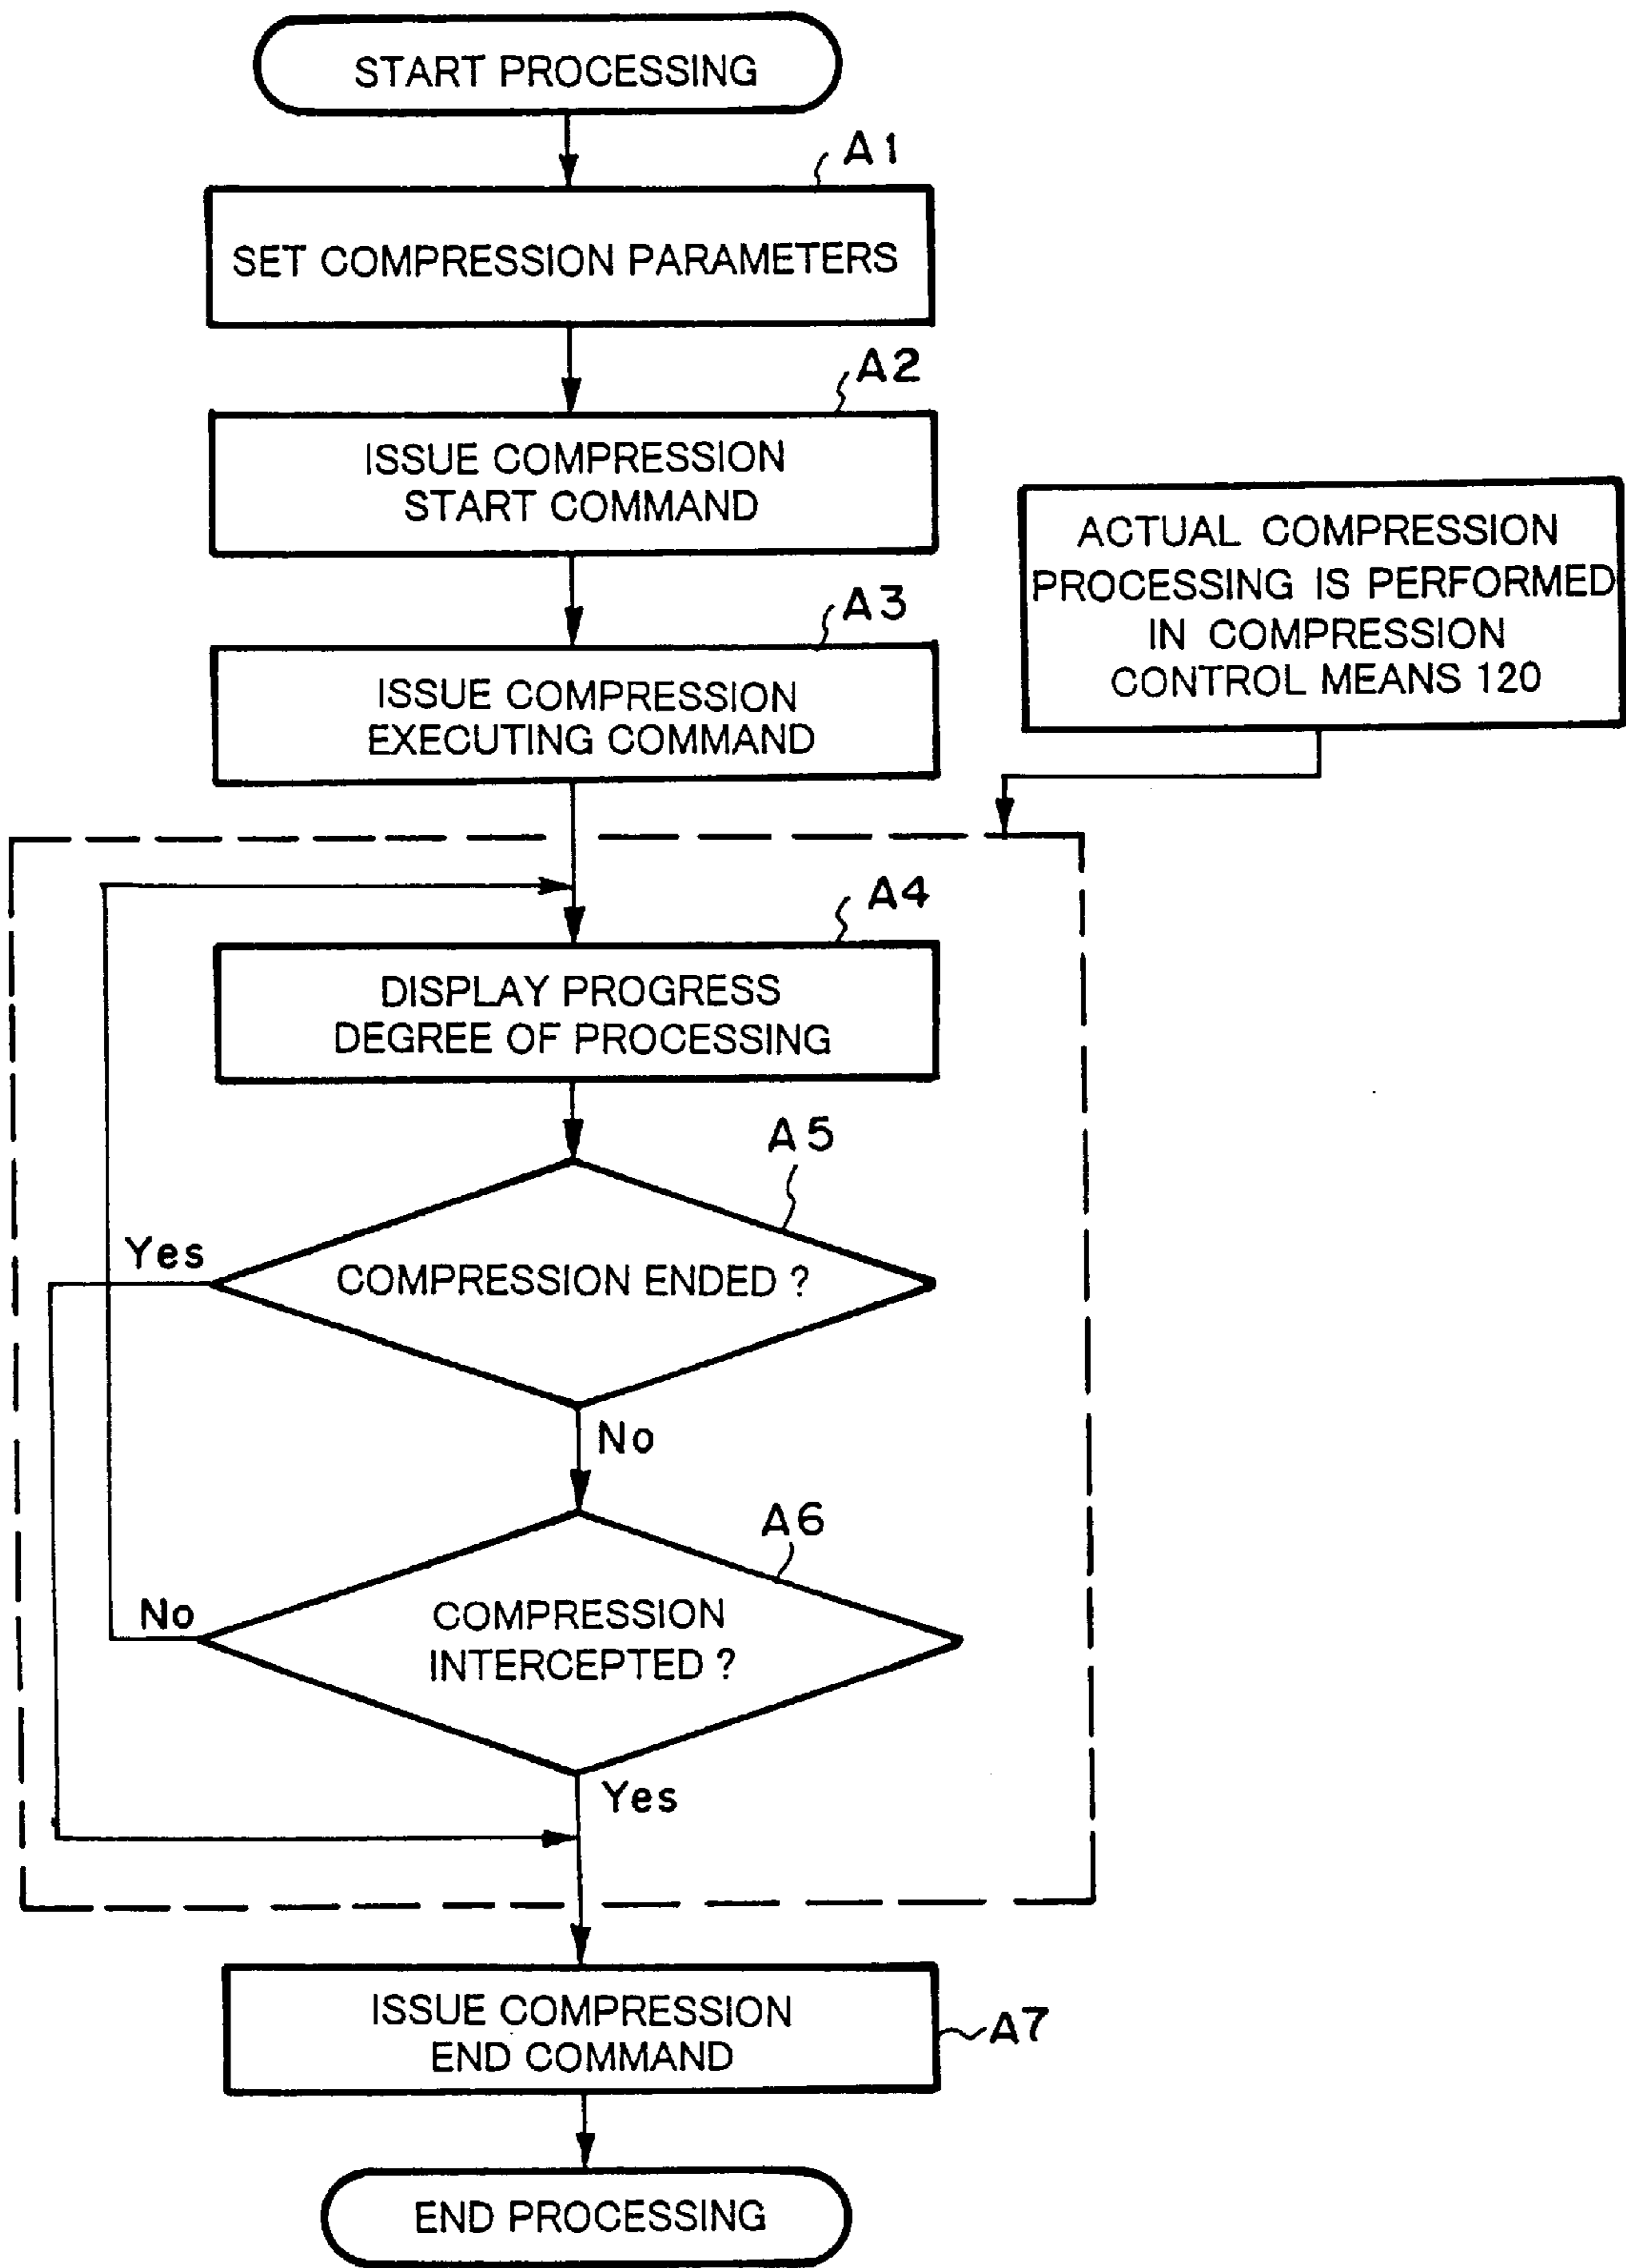 START PROCESSING
A1
SET COMPRESSION PARAMETERS
A2
ISSUE COMPRESSION
START COMMAND
ACTUAL COMPRESSION
PROCESSING IS PERFORMED
IN COMPRESSION
CONTROL MEANS 120
A3
ISSUE COMPRESSION
EXECUTING COMMAND
A4
DISPLAY PROGRESS
DEGREE OF PROCESSING
A5
Yes
COMPRESSION ENDED ?
No
A6
No
COMPRESSION
INTERCEPTED ?
Yes
ISSUE COMPRESSION
END COMMAND
A7
END PROCESSING